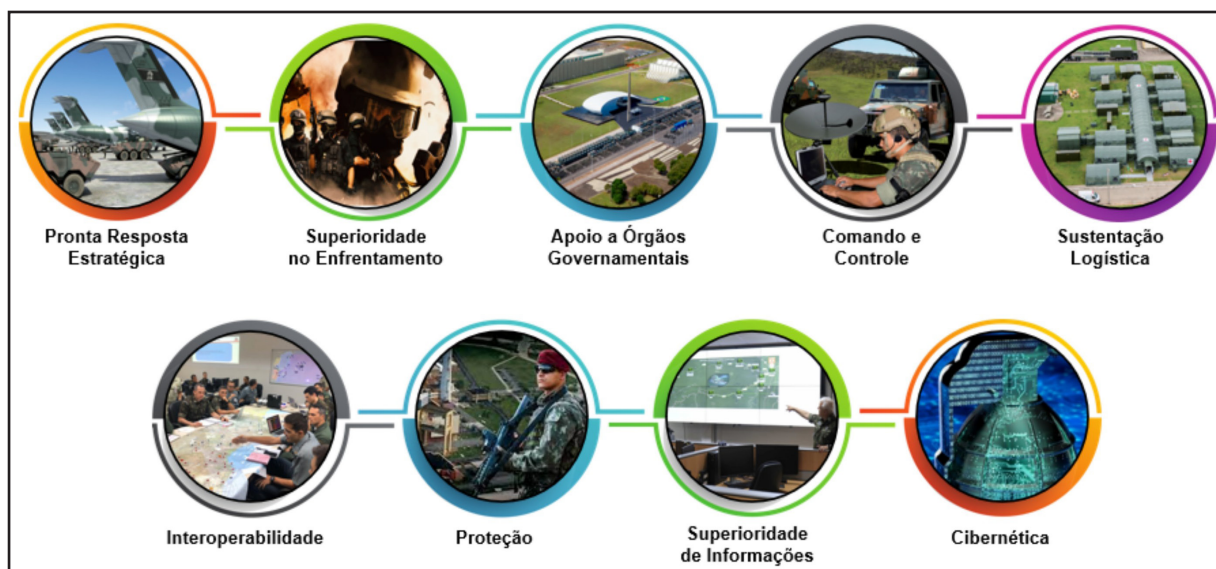 Pronta Resposta
Estratégica
Superioridade
no Enfrentamento
Apoio a Órgãos
Governamentais
Comando e
Controle
Sustentação
Logística
Interoperabilidade
Proteção
Superioridade
de Informações
Cibernética